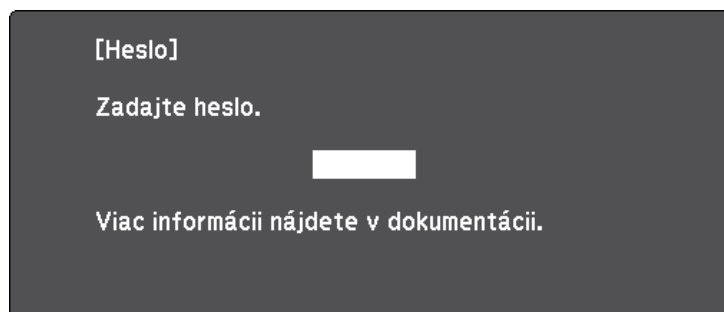 [Heslo]
Zadajte heslo.
Viac informácii nájdete v dokumentácii.